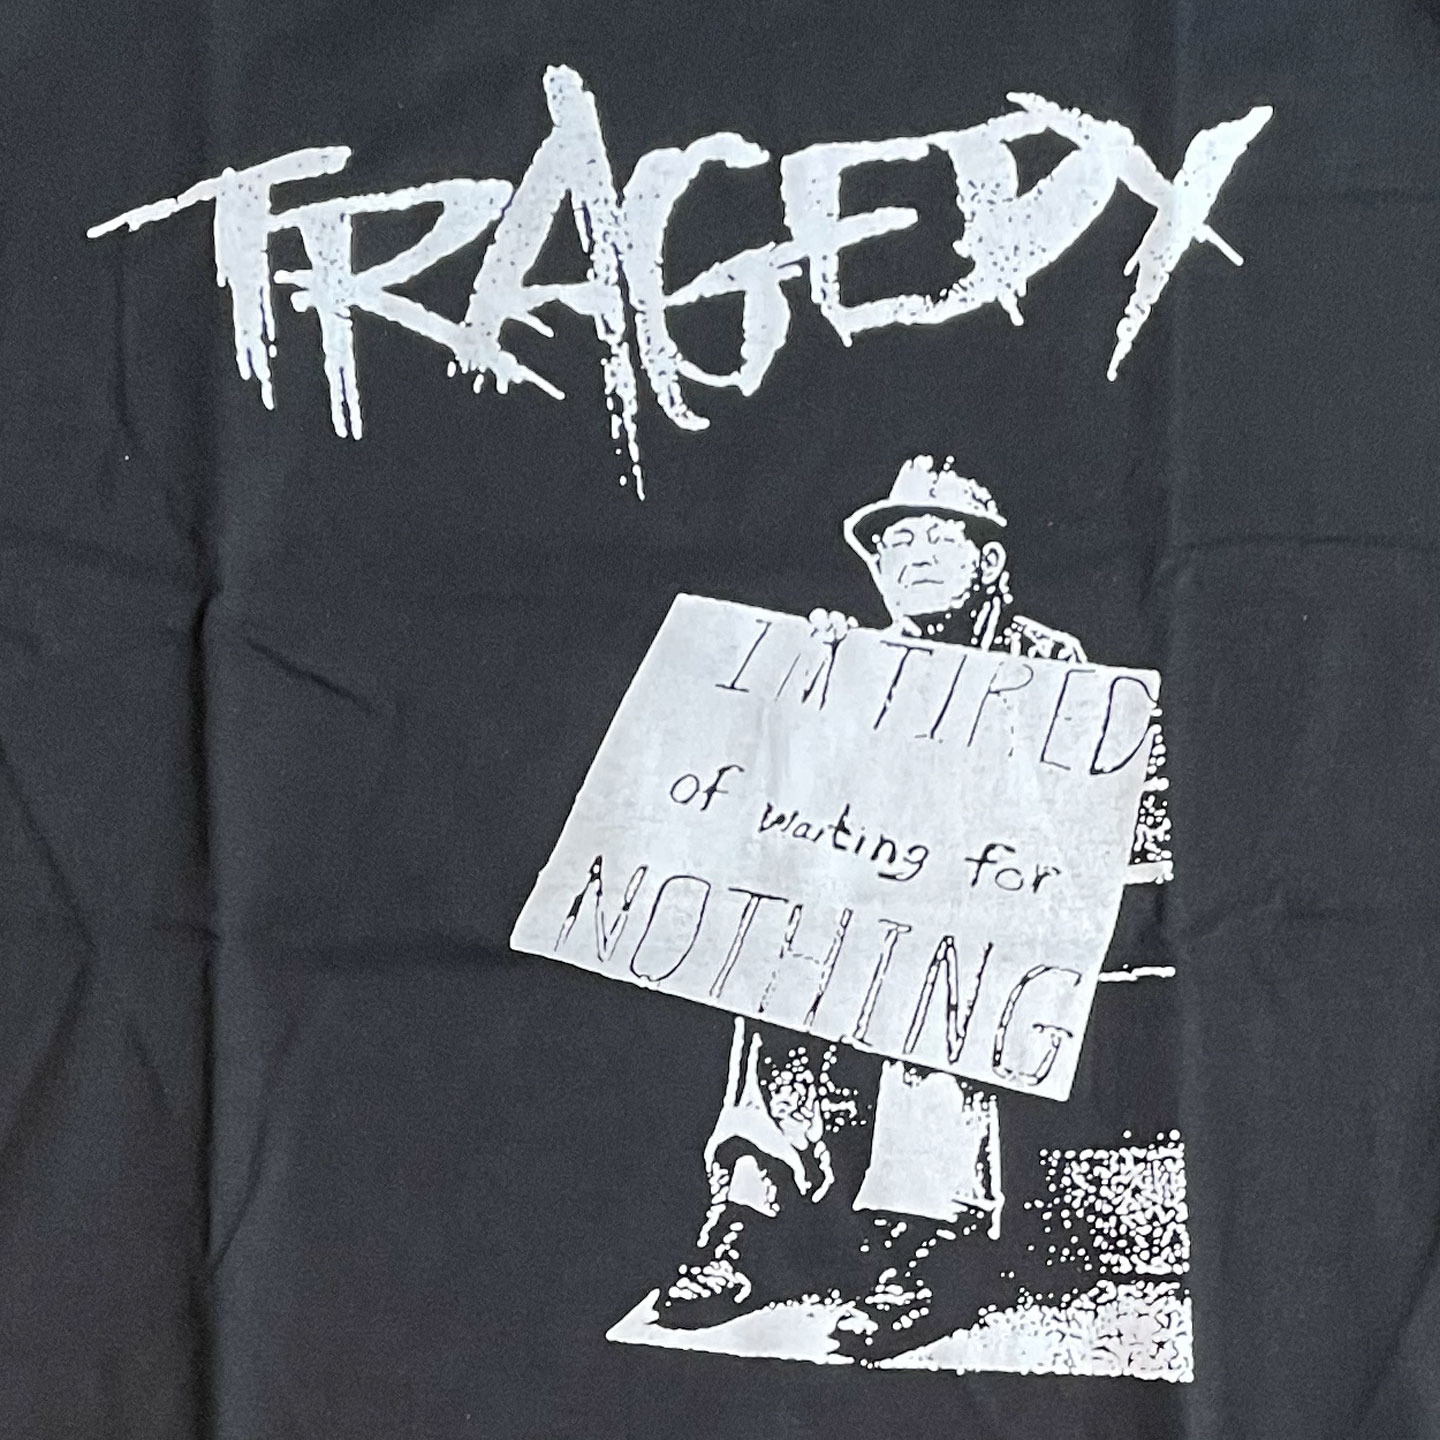 TRAGEDY
IM TIRED
of waiting for
NOTHING